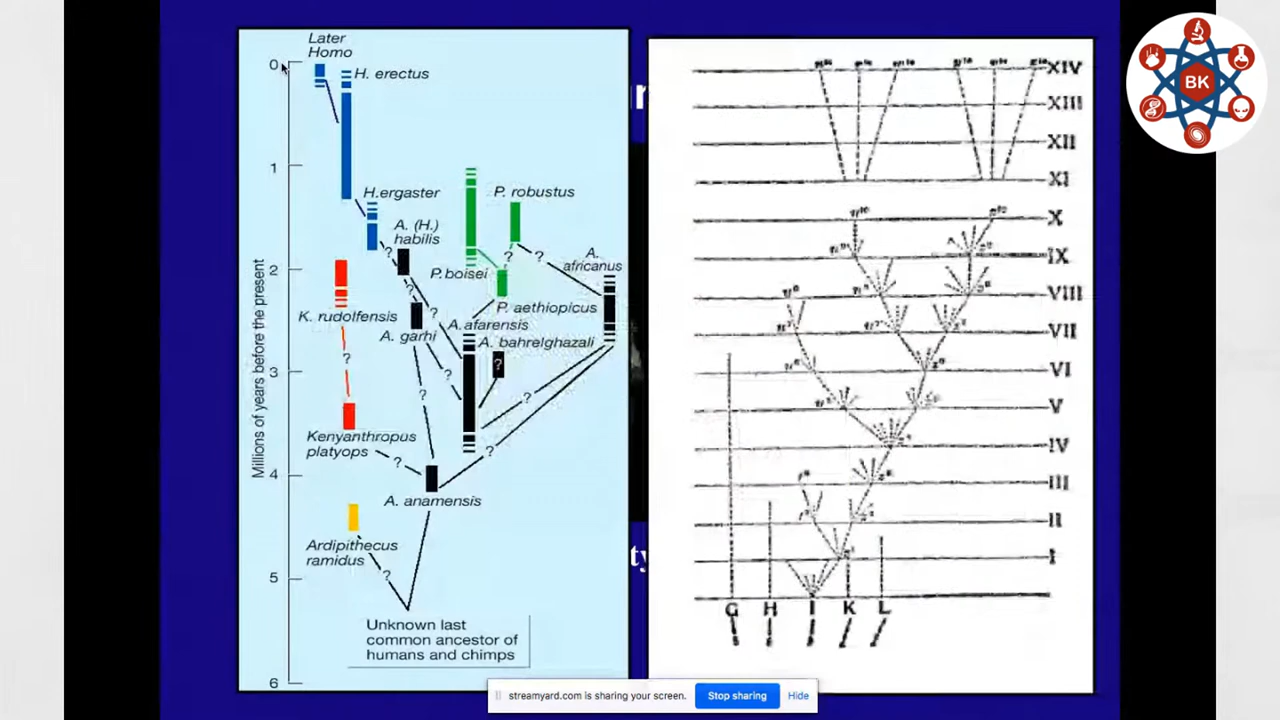 Later
Homo
0
H. erectus
1
H.ergaster
P. robustus
A. (H.)
habilis
?
?
?
A.
africanus
2
P.boisei
?
K. rudolfensis
?
P. aethiopicus
A. garhi
A. afarensis
A. bahrelghazali
?
?
3
?
?
?
Kenyanthropus
platyops
?
?
4
A. anamensis
Ardipithecus
ramidus
?
5
Unknown last
common ancestor of
humans and chimps
6
Millions of years before the present
XIV
XIII
XII
XI
X
IX
VIII
VII
VI
V
IV
III
II
I
G H I K L
BK
streamyard.com is sharing your screen.
Stop sharing
Hide